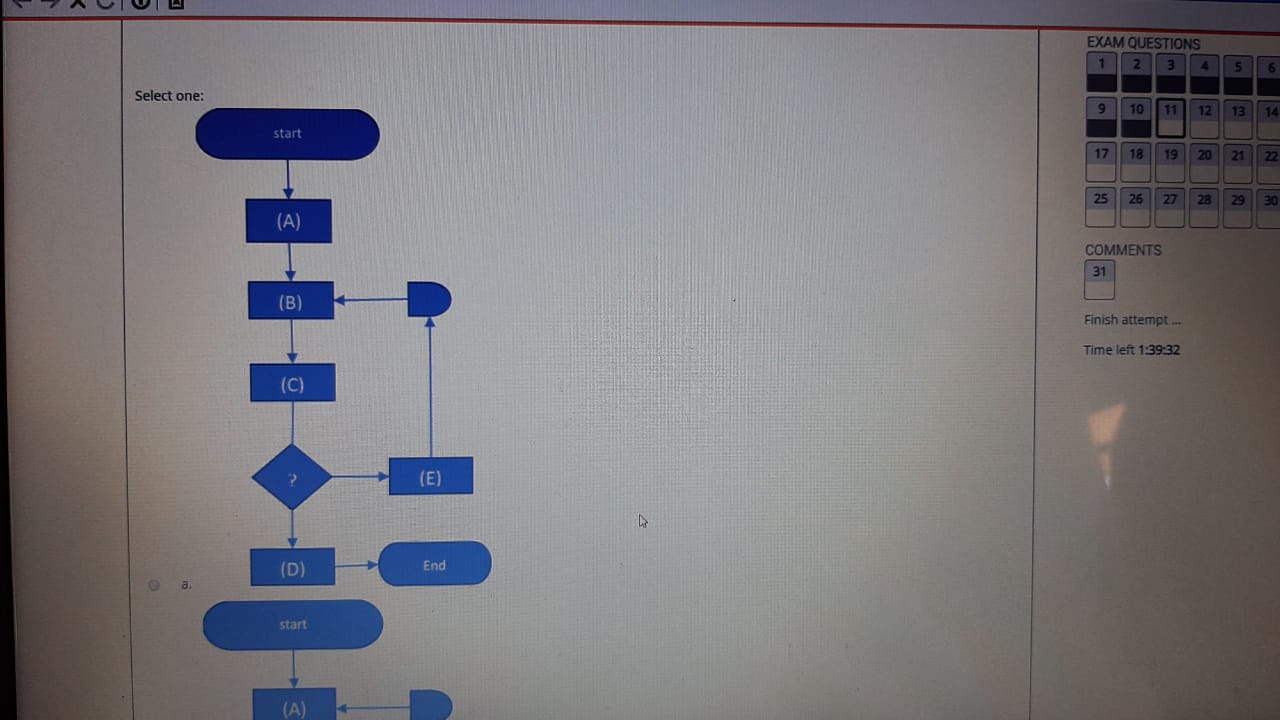 EXAM QUESTIONS
1 2 3 4 5 6
9 10 11 12 13 14
17 18 19 20 21 22
25 26 27 28 29 30
COMMENTS
31
Finish attempt ...
Time left 1:39:32
Select one:
start
(A)
(B)
(C)
?
(E)
(D)
End
a.
start
(A)